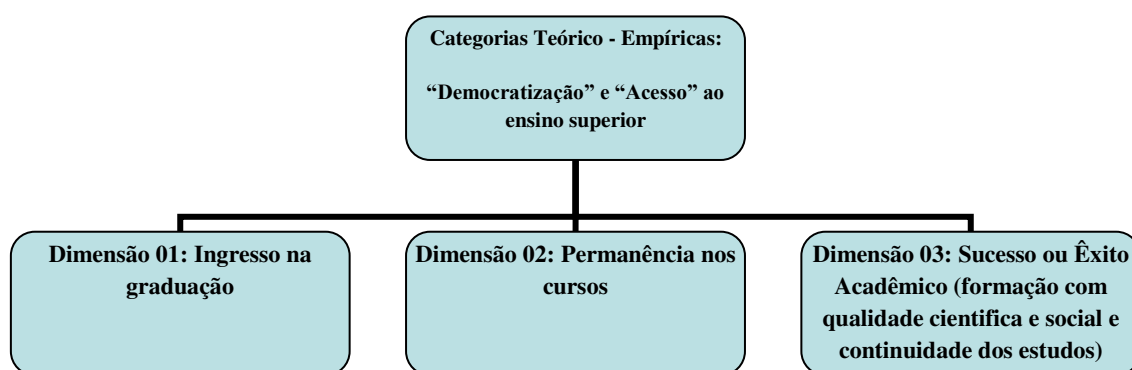 Categorias Teórico - Empíricas:
“Democratização” e “Acesso” ao
ensino superior
Dimensão 01: Ingresso na
graduação
Dimensão 02: Permanência nos
cursos
Dimensão 03: Sucesso ou Êxito
Acadêmico (formação com
qualidade cientifica e social e
continuidade dos estudos)